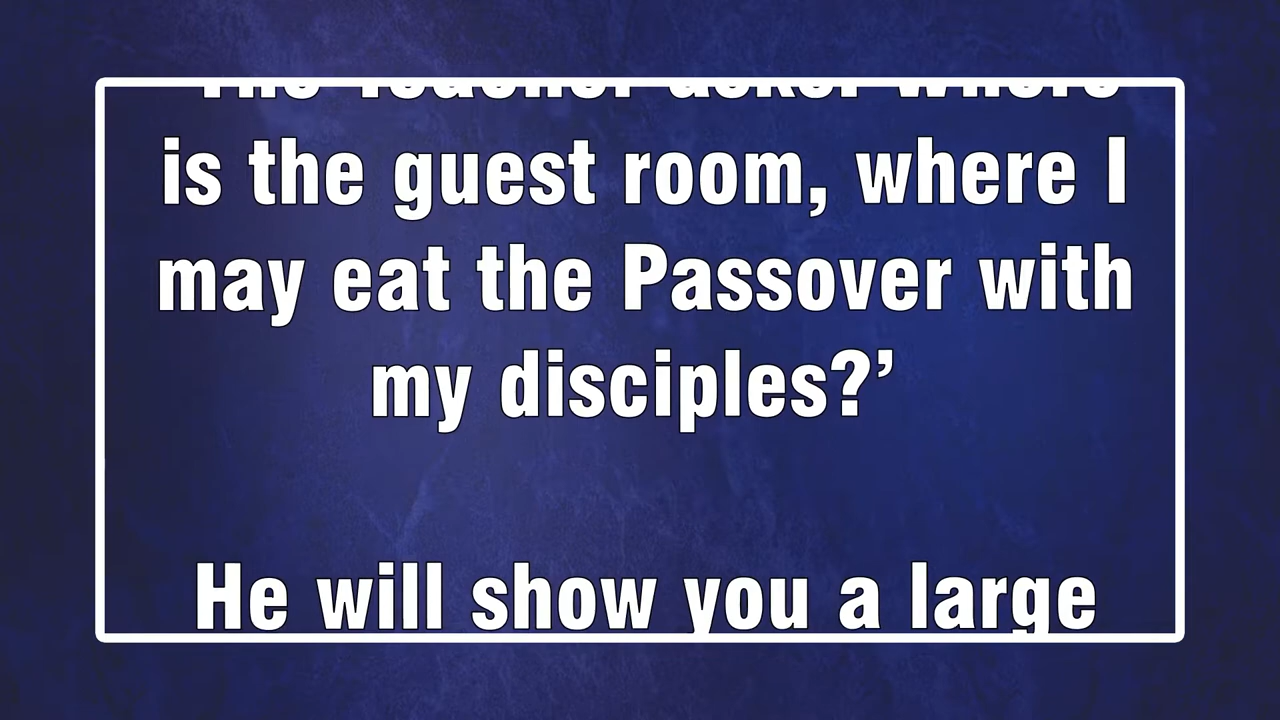 is the guest room, where I
may eat the Passover with
my disciples?’
He will show you a large